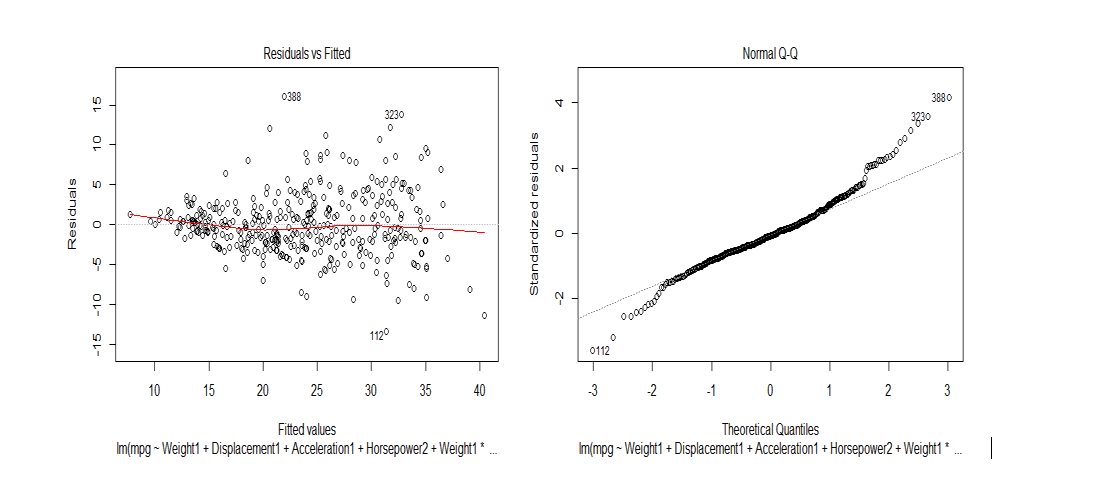 Residuals vs Fitted
Residuals
15
10
5
0
-5
-10
-15
388
323
112
10 15 20 25 30 35 40
Fitted values
lm(mpg ~ Weight1 + Displacement1 + Acceleration1 + Horsepower2 + Weight1 * ...
Normal Q-Q
Standardized residuals
4
2
0
-2
388
323
112
-3 -2 -1 0 1 2 3
Theoretical Quantiles
lm(mpg ~ Weight1 + Displacement1 + Acceleration1 + Horsepower2 + Weight1 * ...